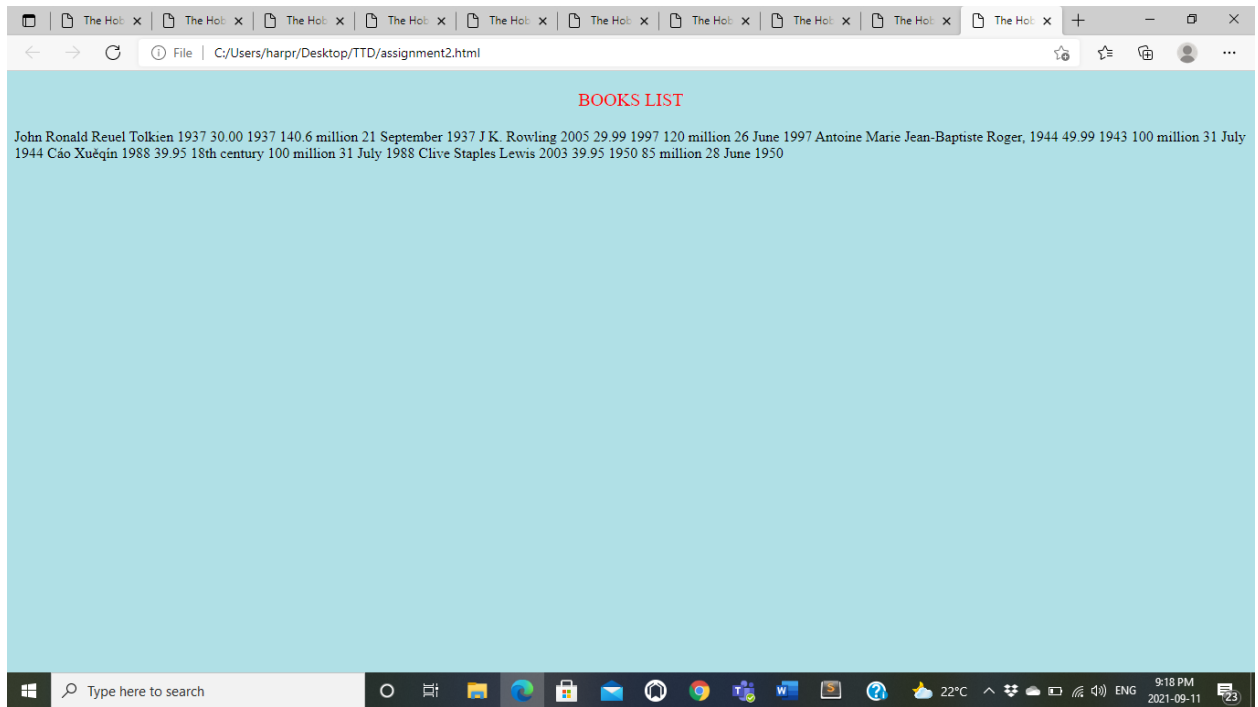 The Hob The Hob The Hob The Hob The Hob The Hob The Hob The Hob The Hob The Hob
File | C:/Users/harpr/Desktop/TTD/assignment2.html
BOOKS LIST
John Ronald Reuel Tolkien 1937 30.00 1937 140.6 million 21 September 1937 J K. Rowling 2005 29.99 1997 120 million 26 June 1997 Antoine Marie Jean-Baptiste Roger, 1944 49.99 1943 100 million 31 July
1944 Cáo Xuěqín 1988 39.95 18th century 100 million 31 July 1988 Clive Staples Lewis 2003 39.95 1950 85 million 28 June 1950
Type here to search
22°C ENG
9:18 PM
2021-09-11
23